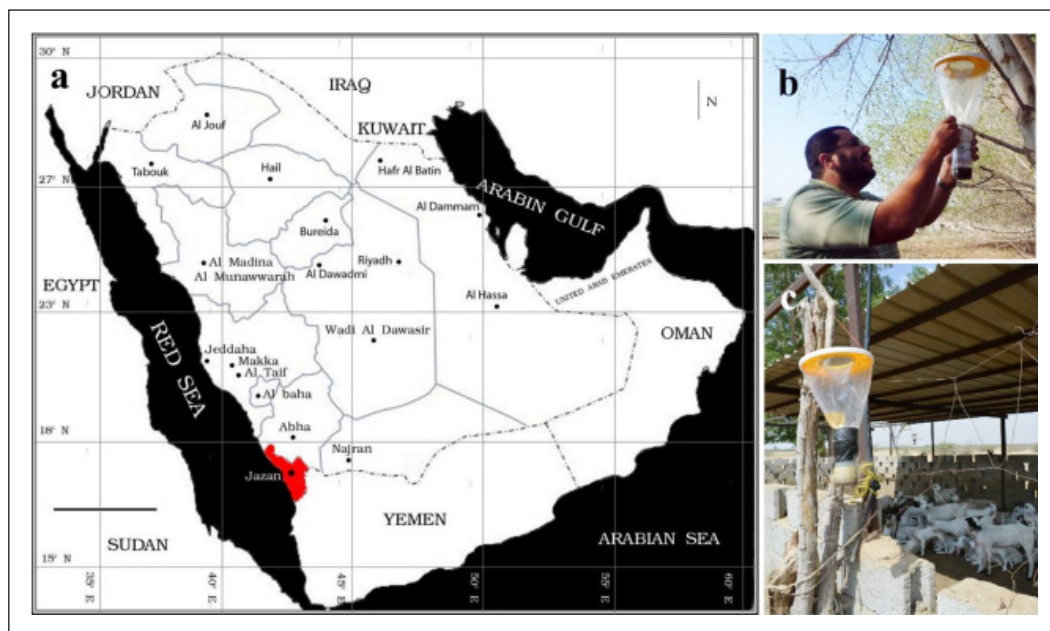 a
30° N
IRAQ
JORDAN
N
Al Jouf
KUWAIT
Tabouk
Hail
Hafr Al Batin
27° N
ARABIN GULF
Al Dammam
Bureida
Al Madina
Al Munawwarah
Al Dawadmi
Riyadh
EGYPT
UNITED ARAB EMERATES
Al Hassa
23° N
OMAN
RED SEA
Wadi Al Dawasir
Jeddaha
Makka
Al Taif
Al baha
Abha
18° N
Najran
Jazan
YEMEN
SUDAN
ARABIAN SEA
15° N
35° E
40° E
45° E
50° E
55° E
60° E
b
c